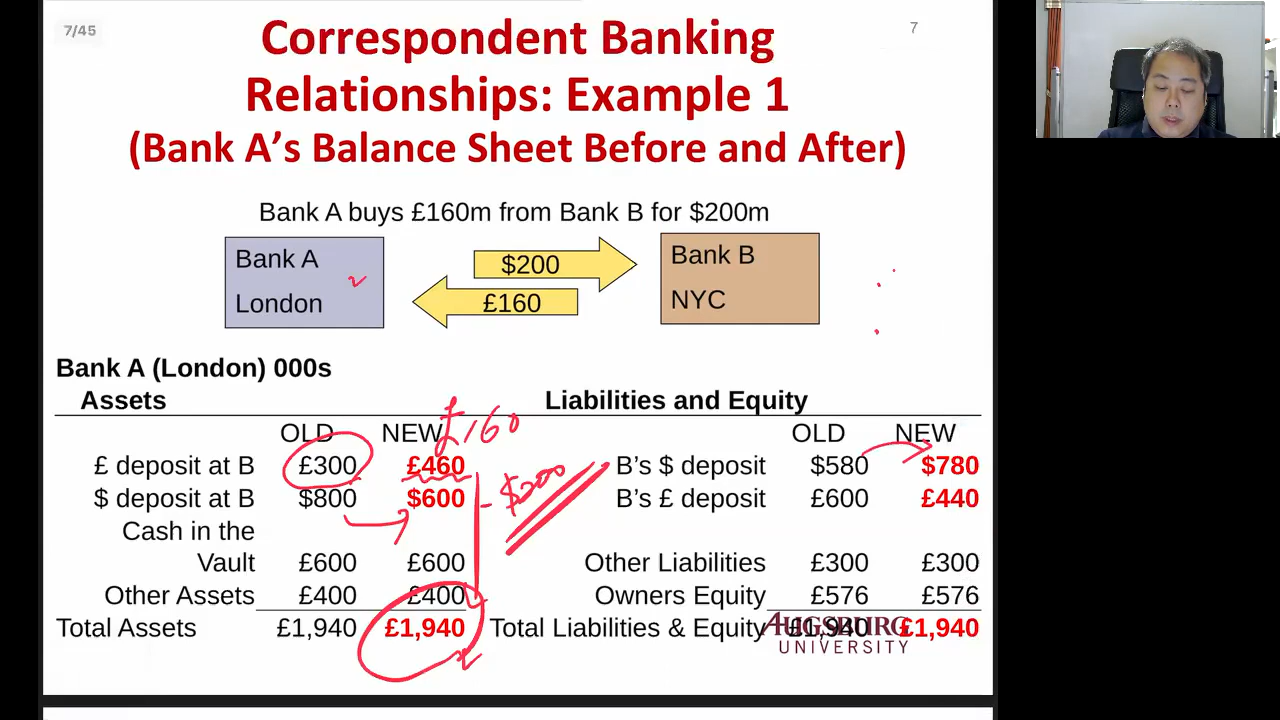 7/45
7
Correspondent Banking
Relationships: Example 1
(Bank A's Balance Sheet Before and After)
Bank A buys £160m from Bank B for $200m
Bank A
London
$200
£160
Bank B
NYC
Bank A (London) 000s
Assets Liabilities and Equity
OLD NEW £160 OLD NEW
£ deposit at B £300 £460 B's $ deposit $580 $780
$ deposit at B $800 $600 - $200 B's £ deposit £600 £440
Cash in the
Vault £600 £600 Other Liabilities £300 £300
Other Assets £400 £400 Owners Equity £576 £576
Total Assets £1,940 £1,940 Total Liabilities & Equity £1,940 £1,940
AUGSBURG
UNIVERSITY